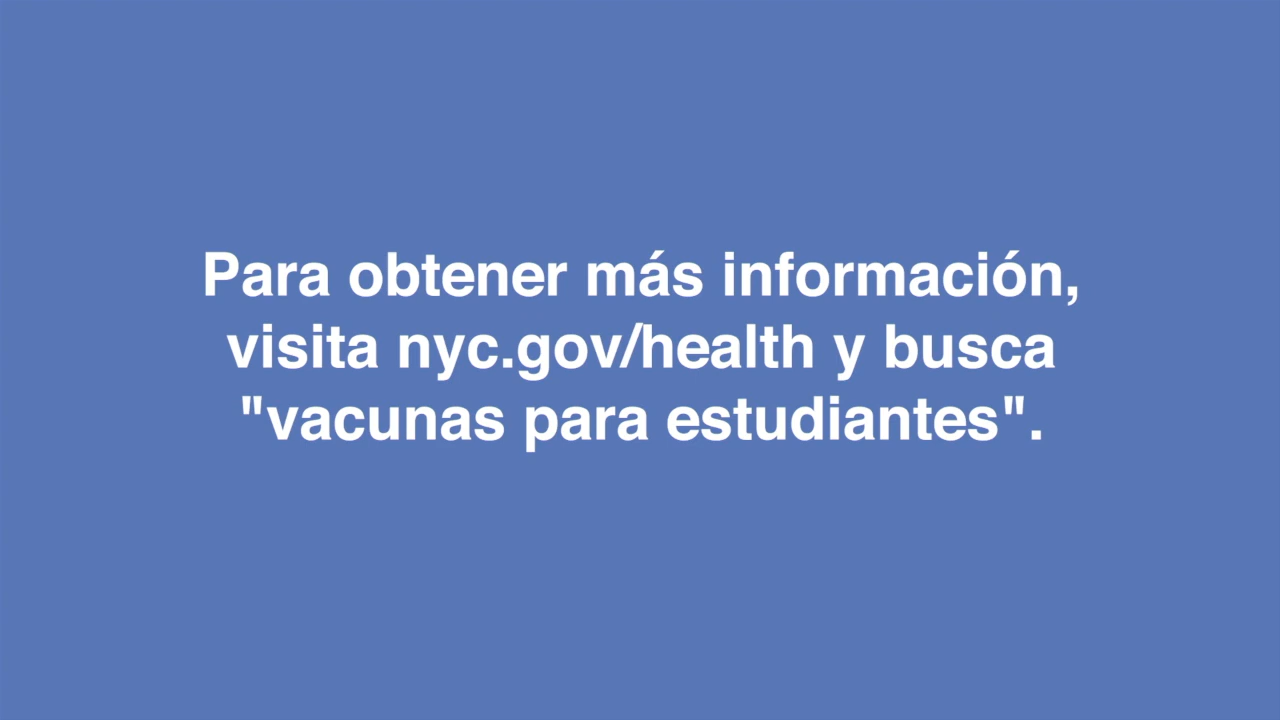 Para obtener más información,
visita nyc.gov/health y busca
"vacunas para estudiantes".